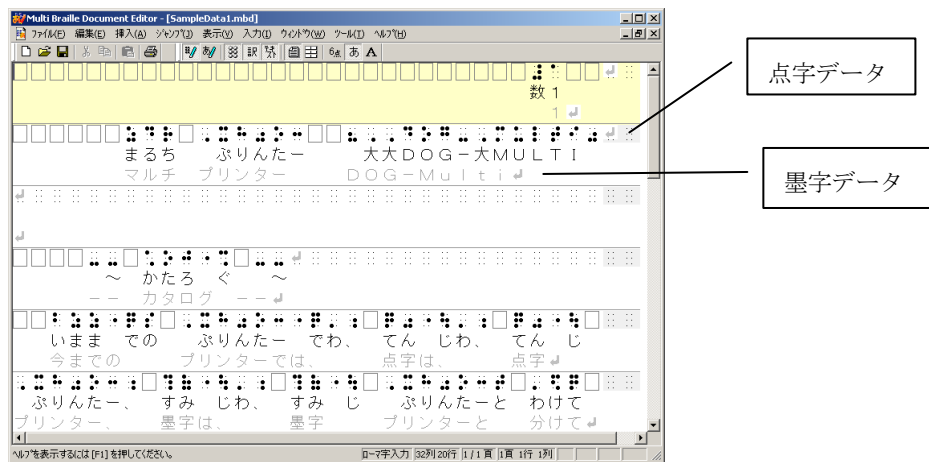 Multi Braille Document Editor - [SampleData1.mbd]
ファイル(F) 編集(E) 挿入(A) ジャンプ(J) 表示(V) 入力(I) ウィンドウ(W) ツール(T) ヘルプ(H)
訳 6点 あ A
数 1
1
点字データ
まるち ぷりんたー 大大DOG-大MULTI
マルチ プリンター DOG-Multi
墨字データ
～ かたろ ぐ ～
-- カタログ --
いまま での ぷりんたー でわ、 てん じわ、 てん じ
今までの プリンターでは、 点字は、 点字
ぷりんたー、 すみ じわ、 すみ じ ぷりんたーと わけて
プリンター、 墨字は、 墨字 プリンターと 分けて
ヘルプを表示するには [F1] を押してください。 ローマ字入力 32列 20行 1/1 頁 1頁 1行 1列